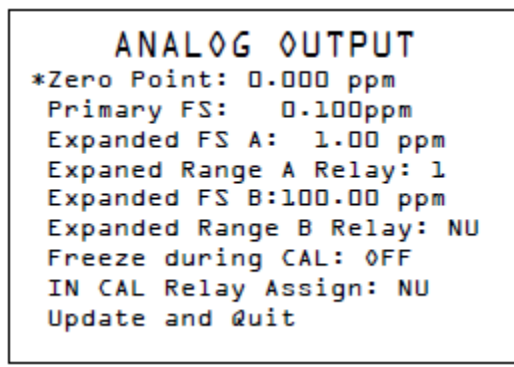 ANALOG OUTPUT
*Zero Point: 0.000 ppm
Primary FS: 0.100ppm
Expanded FS A: 1.00 ppm
Expaned Range A Relay: 1
Expanded FS B:100.00 ppm
Expanded Range B Relay: NU
Freeze during CAL: OFF
IN CAL Relay Assign: NU
Update and Quit